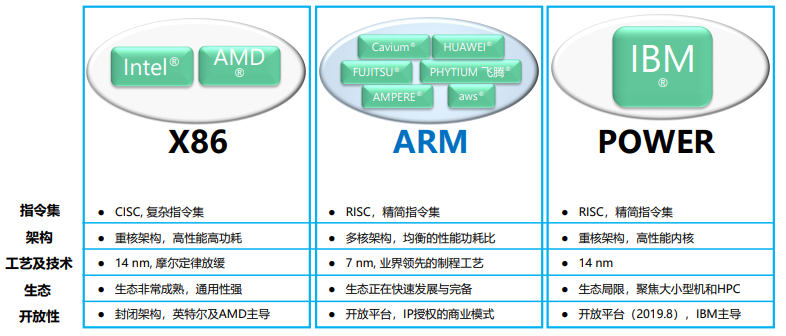 Intel®
AMD®
X86
Cavium® HUAWEI®
FUJITSU® PHYTIUM 飞腾®
AMPERE® aws®
ARM
IBM®
POWER
指令集 • CISC, 复杂指令集 • RISC，精简指令集 • RISC，精简指令集
架构 • 重核架构，高性能高功耗 • 多核架构，均衡的性能功耗比 • 重核架构，高性能内核
工艺及技术 • 14 nm, 摩尔定律放缓 • 7 nm, 业界领先的制程工艺 • 14 nm
生态 • 生态非常成熟，通用性强 • 生态正在快速发展与完备 • 生态局限，聚焦大小型机和HPC
开放性 • 封闭架构，英特尔及AMD主导 • 开放平台，IP授权的商业模式 • 开放平台（2019.8），IBM主导